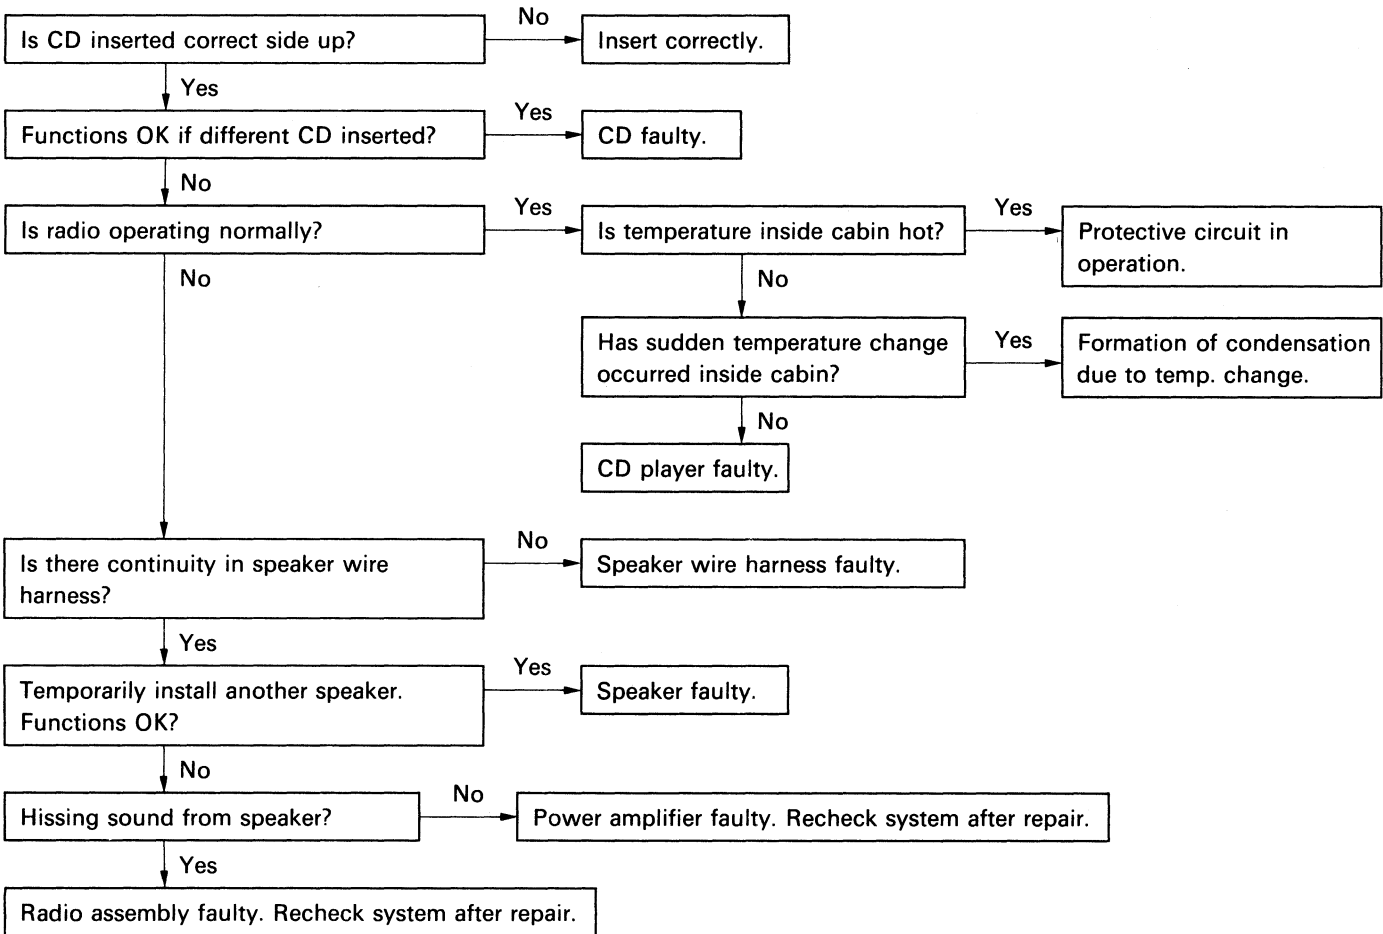 Is CD inserted correct side up?
No
Insert correctly.
Yes
Functions OK if different CD inserted?
Yes
CD faulty.
No
Is radio operating normally?
Yes
Is temperature inside cabin hot?
Yes
Protective circuit in
operation.
No
No
Has sudden temperature change
occurred inside cabin?
Yes
Formation of condensation
due to temp. change.
No
CD player faulty.
Is there continuity in speaker wire
harness?
No
Speaker wire harness faulty.
Yes
Temporarily install another speaker.
Functions OK?
Yes
Speaker faulty.
No
Hissing sound from speaker?
No
Power amplifier faulty. Recheck system after repair.
Yes
Radio assembly faulty. Recheck system after repair.